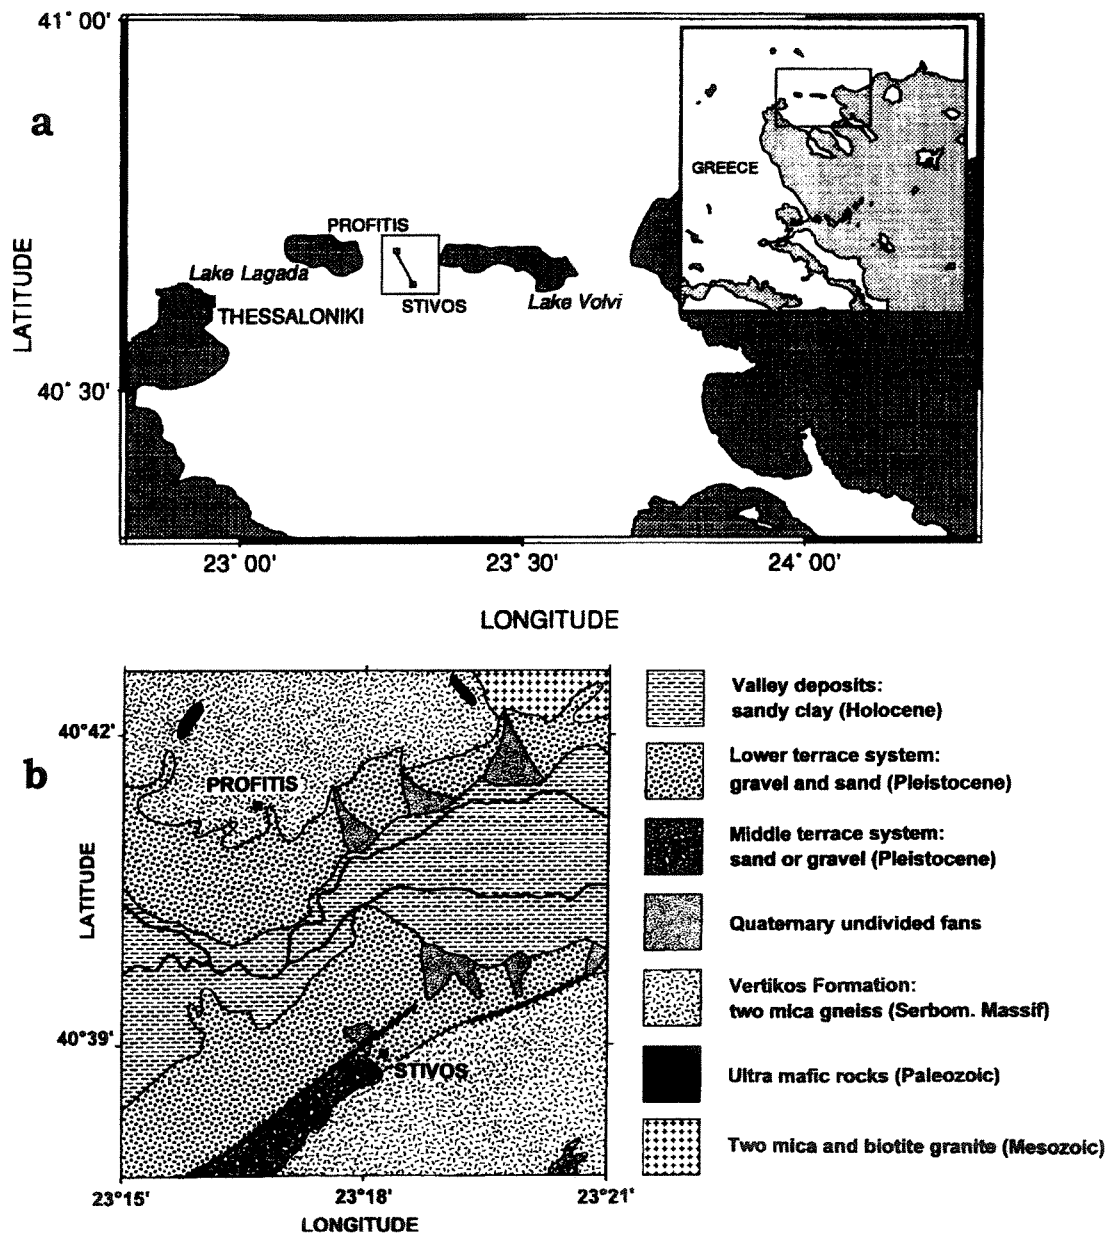 41° 00'
a
GREECE
PROFITIS
Lake Lagada
STIVOS
Lake Volvi
THESSALONIKI
LATITUDE
40° 30'
23° 00'
23° 30'
24° 00'
LONGITUDE
b
40°42'
PROFITIS
LATITUDE
40°39'
STIVOS
23°15'
23°18'
23°21'
LONGITUDE
Valley deposits:
sandy clay (Holocene)
Lower terrace system:
gravel and sand (Pleistocene)
Middle terrace system:
sand or gravel (Pleistocene)
Quaternary undivided fans
Vertikos Formation:
two mica gneiss (Serbom. Massif)
Ultra mafic rocks (Paleozoic)
Two mica and biotite granite (Mesozoic)